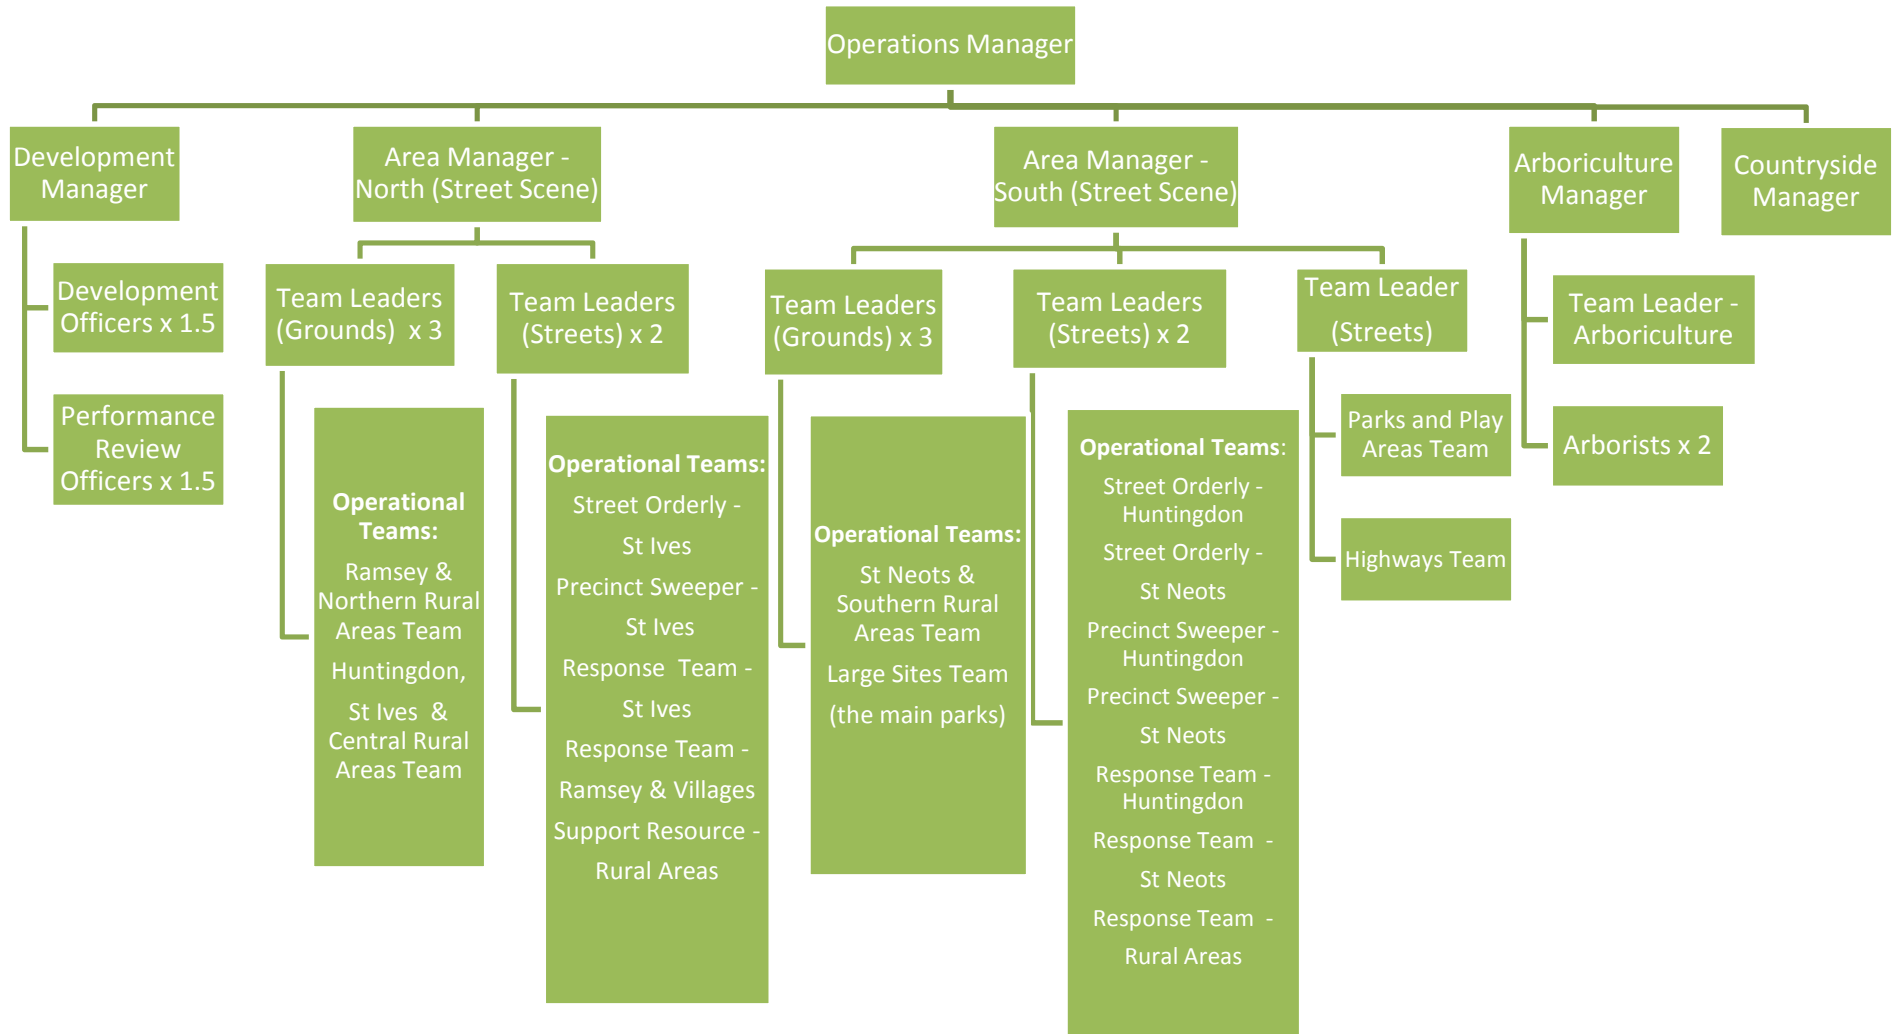 Operations Manager
Development
Manager
Area Manager -
North (Street Scene)
Area Manager -
South (Street Scene)
Arboriculture
Manager
Countryside
Manager
Development
Officers x 1.5
Performance
Review
Officers x 1.5
Team Leaders
(Grounds)  x 3
Operational
Teams:
Ramsey &
Northern Rural
Areas Team
Huntingdon,
St Ives  &
Central Rural
Areas Team
Team Leaders
(Streets) x 2
Operational Teams:
Street Orderly -
St Ives
Precinct Sweeper -
St Ives
Response  Team -
St Ives
Response Team -
Ramsey & Villages
Support Resource -
Rural Areas
Team Leaders
(Grounds) x 3
Operational Teams:
St Neots &
Southern Rural
Areas Team
Large Sites Team
(the main parks)
Team Leaders
(Streets) x 2
Operational Teams:
Street Orderly -
Huntingdon
Street Orderly -
St Neots
Precinct Sweeper -
Huntingdon
Precinct Sweeper -
St Neots
Response Team -
Huntingdon
Response Team  -
St Neots
Response Team  -
Rural Areas
Team Leader
(Streets)
Parks and Play
Areas Team
Highways Team
Team Leader -
Arboriculture
Arborists x 2